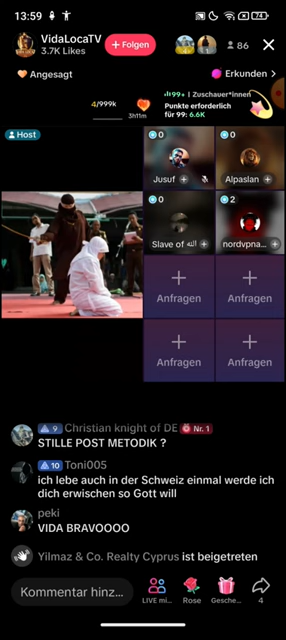 13:59
74
VidaLocaTV
3.7K Likes
+ Folgen
86
Angesagt
Erkunden >
4/999k
3h11m
99+ | Zuschauer*innen
Punkte erforderlich
für 99: 6.6K
Host
0
Jusuf
0
Alpaslan
0
Slave of الله
2
nordvpna...
Anfragen
Anfragen
Anfragen
Anfragen
9 Christian knight of DE Nr. 1
STILLE POST METODIK ?
10 Toni005
ich lebe auch in der Schweiz einmal werde ich
dich erwischen so Gott will
peki
VIDA BRAVOOOO
Yilmaz & Co. Realty Cyprus ist beigetreten
Kommentar hinz...
LIVE mi...
Rose
Gesche...
4